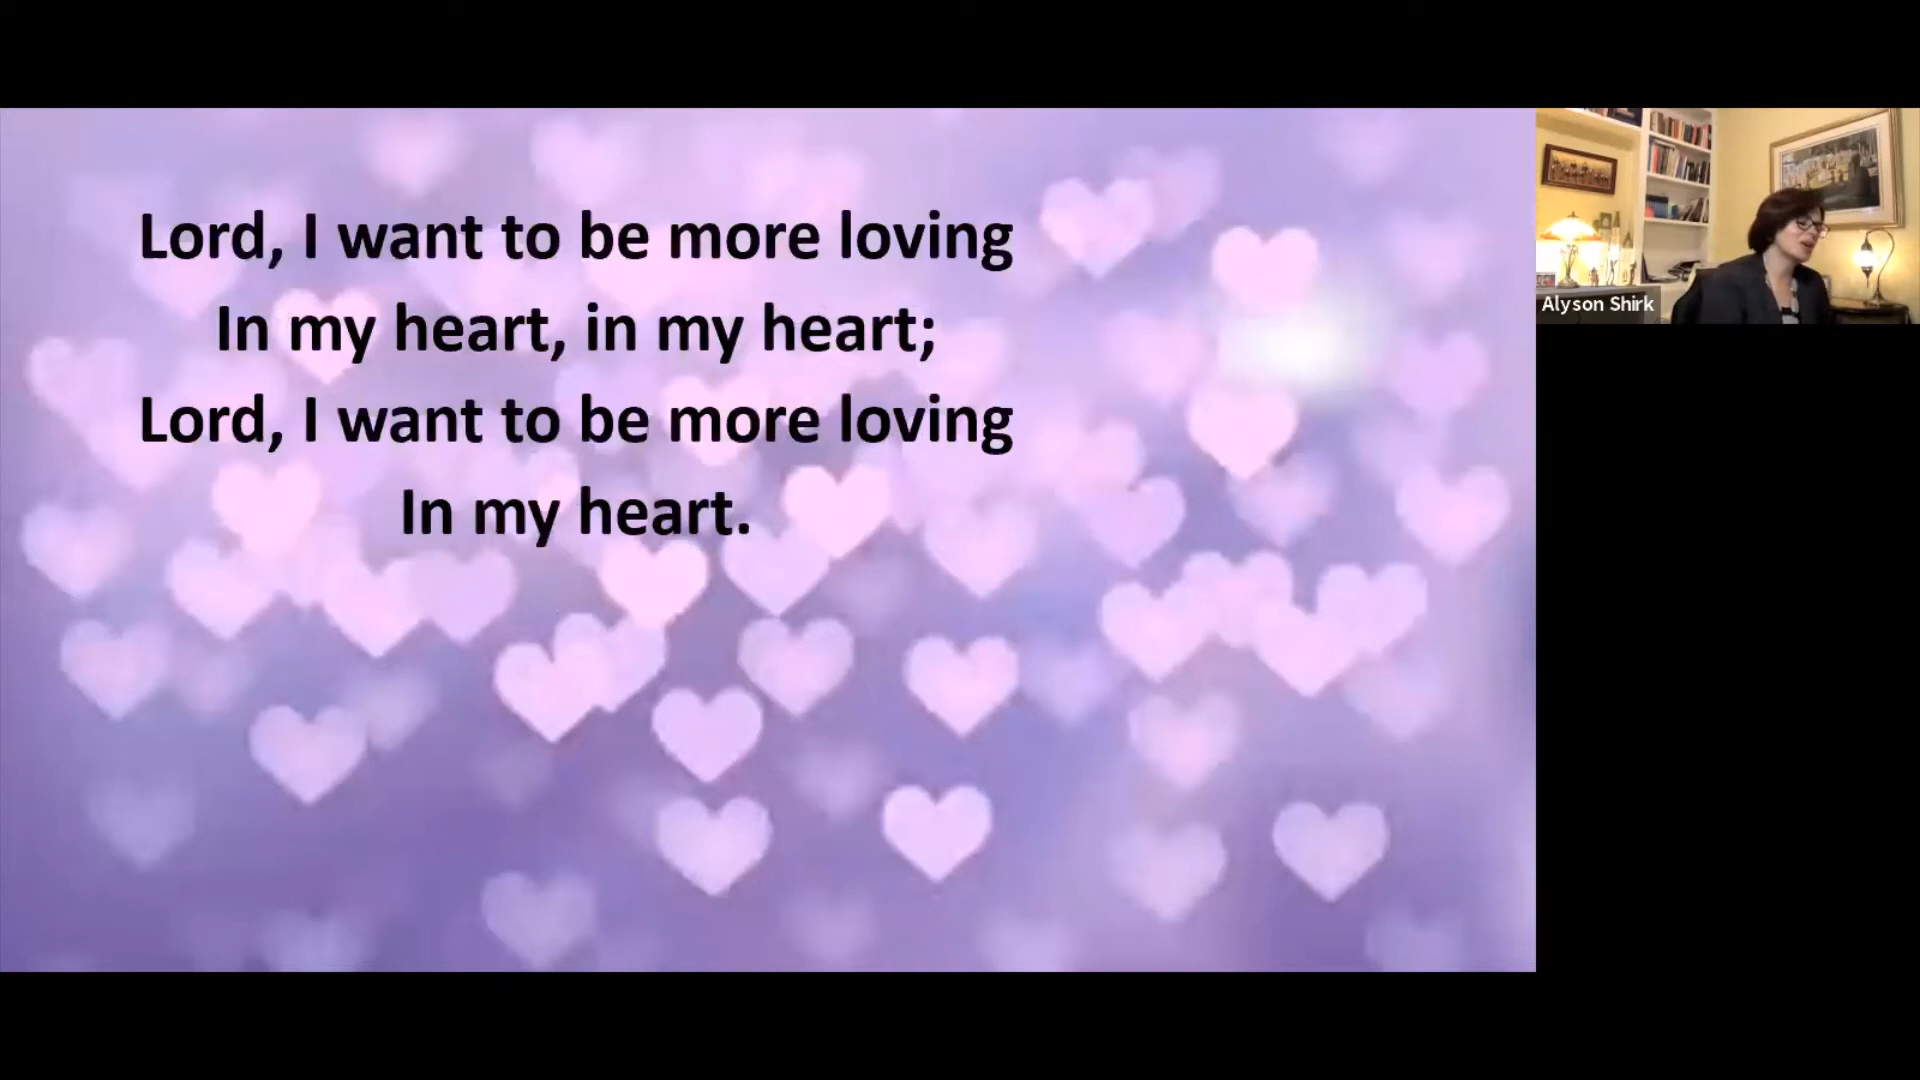 Lord, I want to be more loving
In my heart, in my heart;
Lord, I want to be more loving
In my heart.
Alyson Shirk